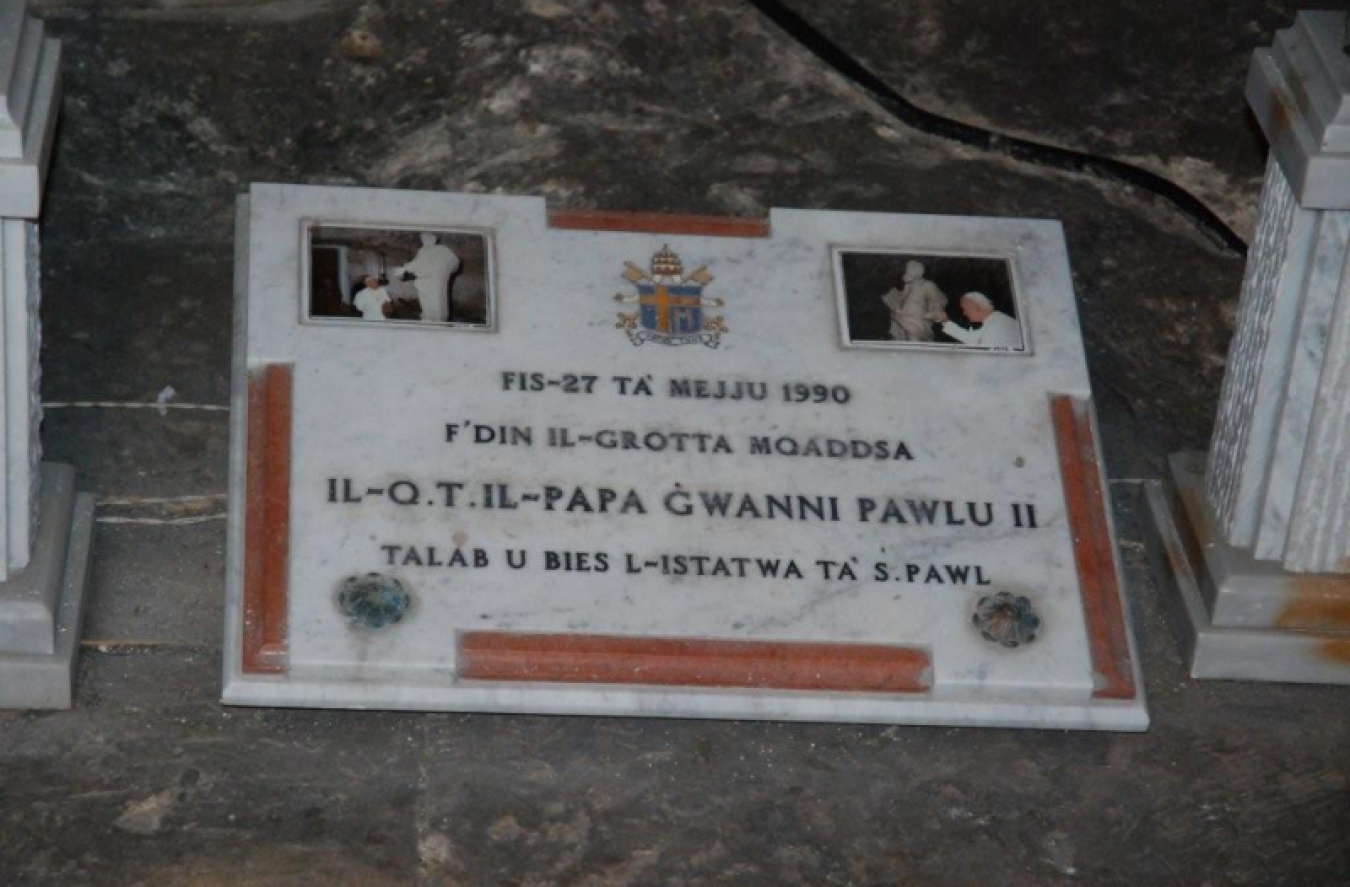 FIS-27 TA' MEJJU 1990
F'DIN IL-GROTTA MQADDSA
IL-Q.T.IL-PAPA ĠWANNI PAWLU II
TALAB U BIES L-ISTATWA TA' S.PAWL